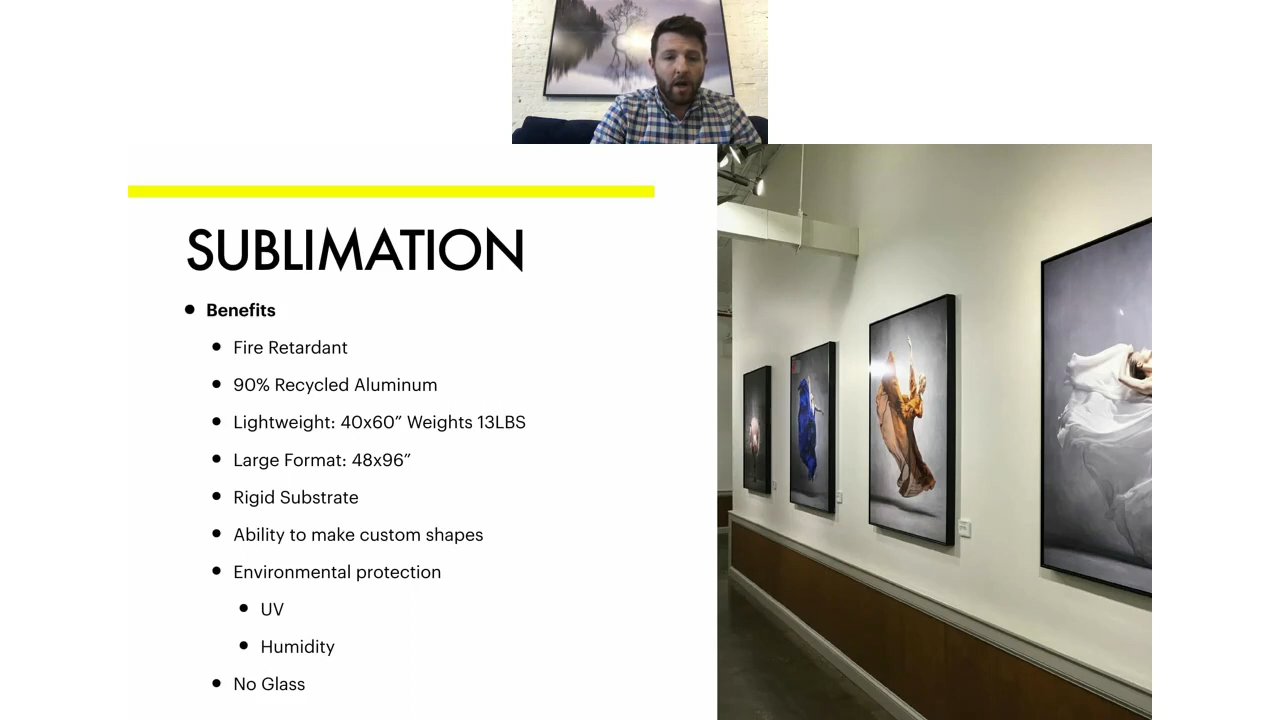 SUBLIMATION
Benefits
Fire Retardant
90% Recycled Aluminum
Lightweight: 40x60” Weights 13LBS
Large Format: 48x96”
Rigid Substrate
Ability to make custom shapes
Environmental protection
UV
Humidity
No Glass